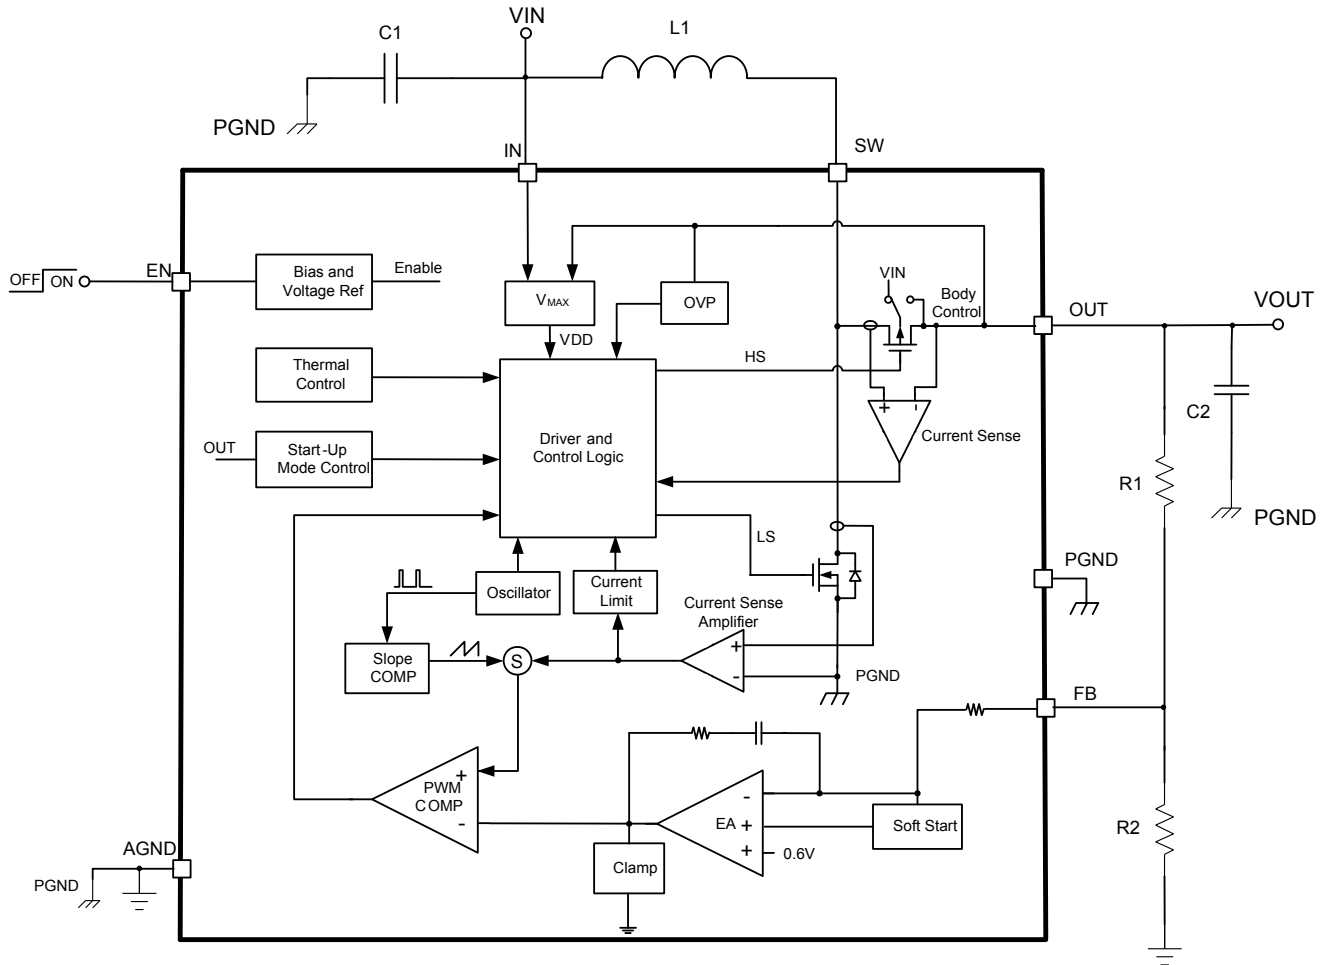 VIN
C1
L1
PGND
IN
SW
EN
OFF
ON
Bias and
Voltage Ref
Enable
VMAX
OVP
VIN
Body
Control
OUT
VOUT
VDD
HS
Thermal
Control
C2
OUT
Start-Up
Mode Control
Driver and
Control Logic
+
-
Current Sense
R1
PGND
LS
PGND
Oscillator
Current
Limit
Current Sense
Amplifier
Slope
COMP
S
+
-
PGND
FB
PWM
COMP
+
-
EA
-
+
+
0.6V
Soft Start
R2
AGND
PGND
Clamp